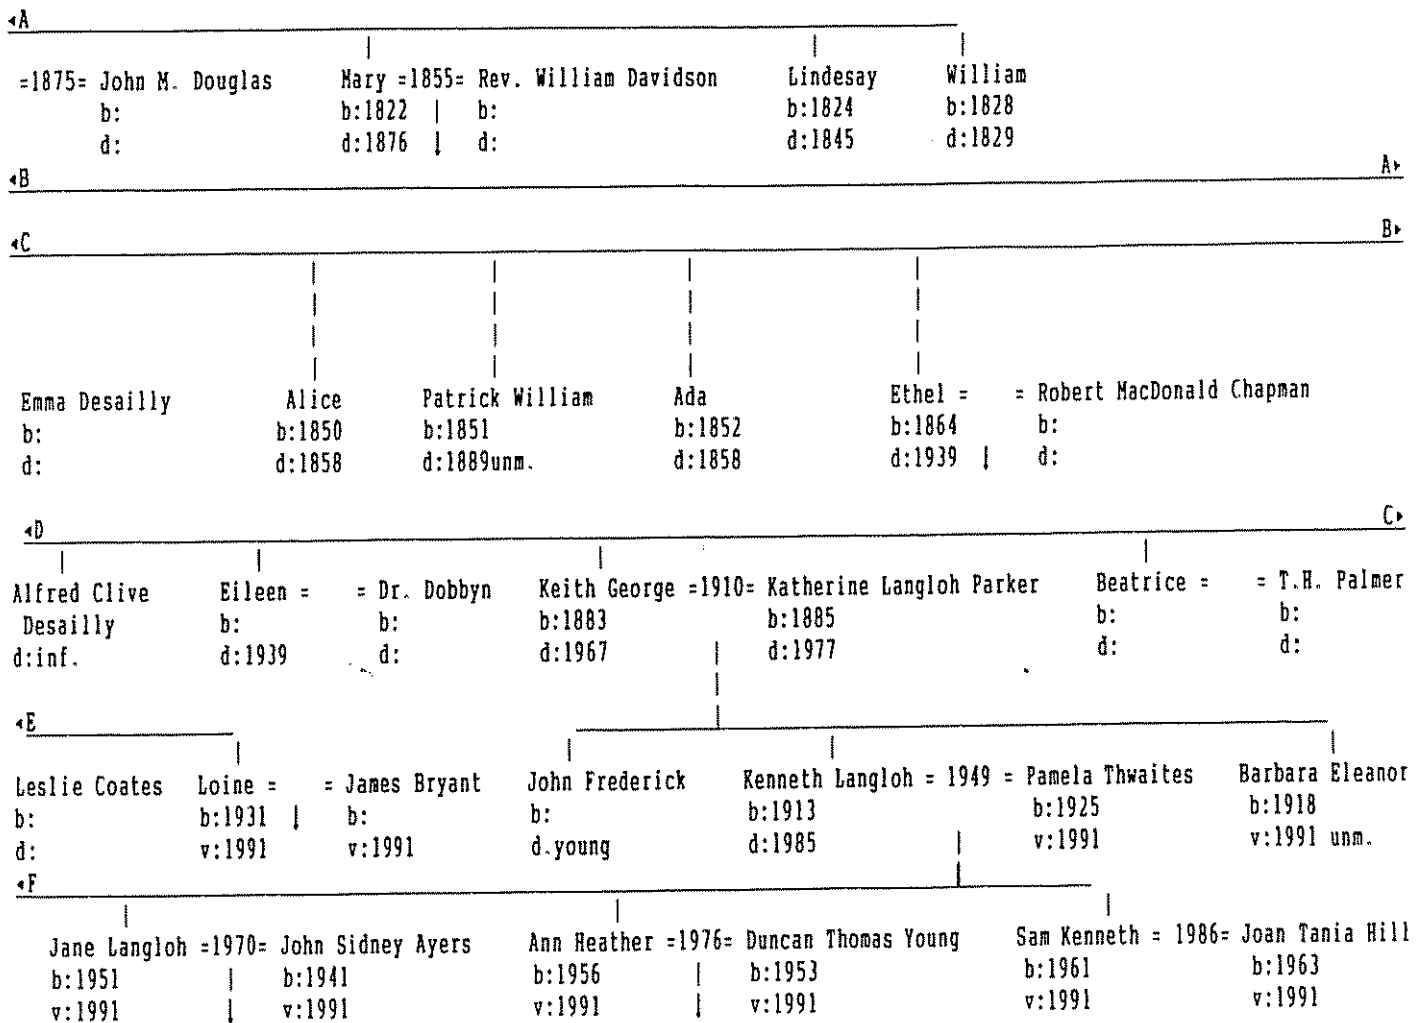 ◂A
=1875= John M. Douglas Mary =1855= Rev. William Davidson Lindesay William
b: b:1822 b: b:1824 b:1828
d: d:1876 d: d:1845 d:1829
◂B A▸
◂C B▸
Emma Desailly Alice Patrick William Ada Ethel = = Robert MacDonald Chapman
b: b:1850 b:1851 b:1852 b:1864 b:
d: d:1858 d:1889unm. d:1858 d:1939 d:
◂D C▸
Alfred Clive Eileen = = Dr. Dobbyn Keith George =1910= Katherine Langloh Parker Beatrice = = T.H. Palmer
Desailly b: b: b:1883 b:1885 b: b:
d:inf. d:1939 d: d:1967 d:1977 d: d:
◂E
Leslie Coates Loine = = James Bryant John Frederick Kenneth Langloh = 1949 = Pamela Thwaites Barbara Eleanor
b: b:1931 b: b: b:1913 b:1925 b:1918
d: v:1991 v:1991 d.young d:1985 v:1991 v:1991 unm.
◂F
Jane Langloh =1970= John Sidney Ayers Ann Heather =1976= Duncan Thomas Young Sam Kenneth = 1986= Joan Tania Hill
b:1951 b:1941 b:1956 b:1953 b:1961 b:1963
v:1991 v:1991 v:1991 v:1991 v:1991 v:1991